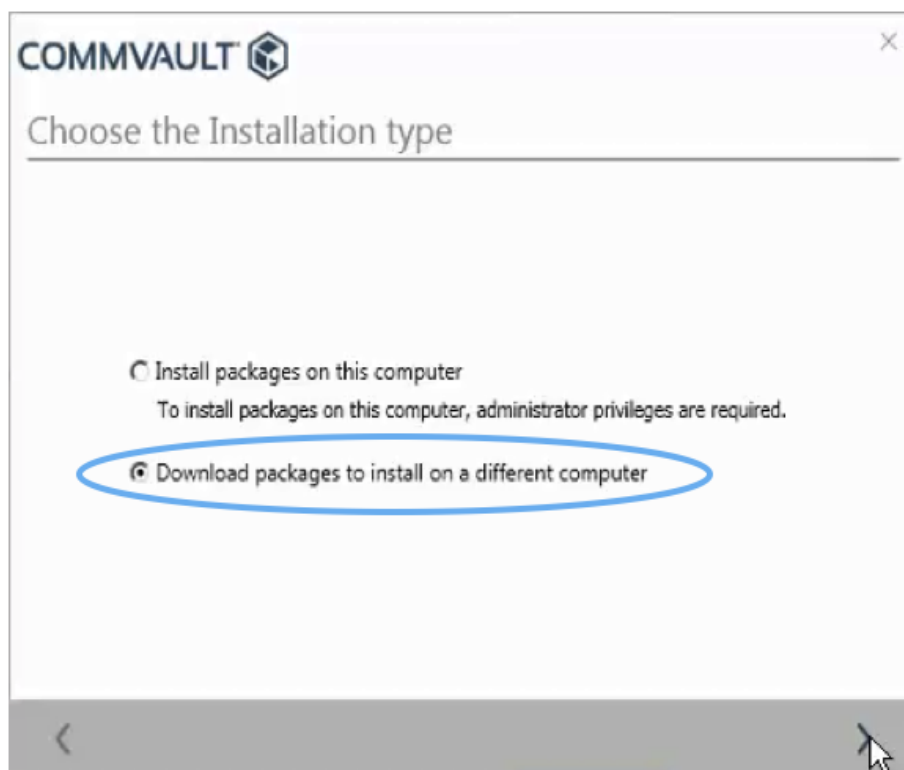 COMMVAULT
Choose the Installation type
Install packages on this computer
To install packages on this computer, administrator privileges are required.
Download packages to install on a different computer